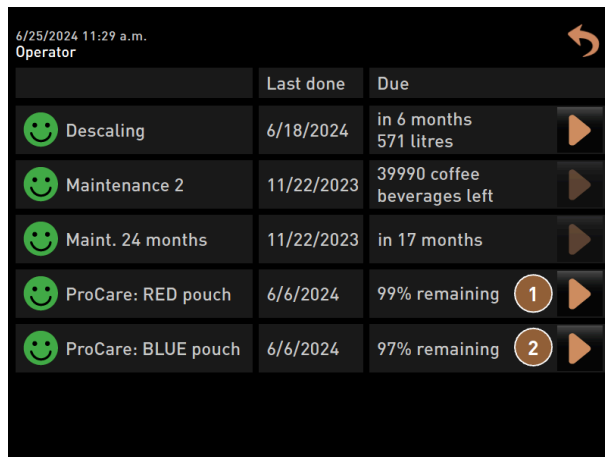 6/25/2024 11:29 a.m.
Operator
Last done Due
Descaling 6/18/2024 in 6 months
571 litres
Maintenance 2 11/22/2023 39990 coffee
beverages left
Maint. 24 months 11/22/2023 in 17 months
ProCare: RED pouch 6/6/2024 99% remaining 1
ProCare: BLUE pouch 6/6/2024 97% remaining 2